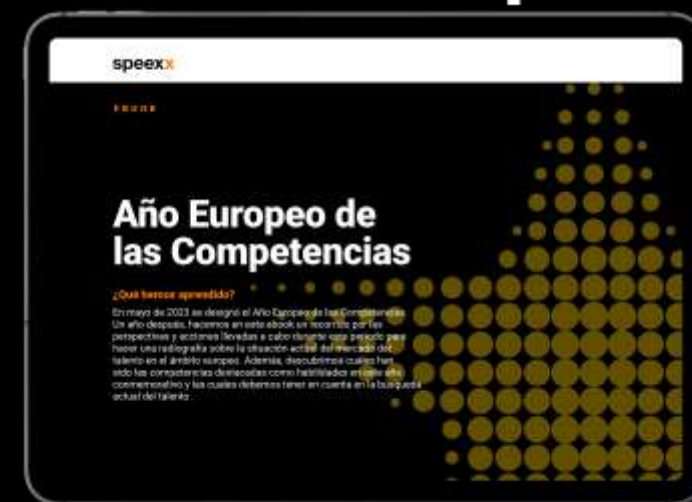 speexx
EBOOK
Año Europeo de
las Competencias
¿Qué hemos aprendido?
En mayo de 2023 se designó el Año Europeo de las Competencias.
Un año después, hacemos en este ebook un recorrido por las
perspectivas y acciones llevadas a cabo durante este periodo para
hacer una radiografía sobre la situación actual del mercado del
talento en el ámbito europeo. Además, descubrimos cuáles han
sido las competencias destacadas como habilidades en este año
conmemorativo y las cuales debemos tener en cuenta en la búsqueda
actual del talento.